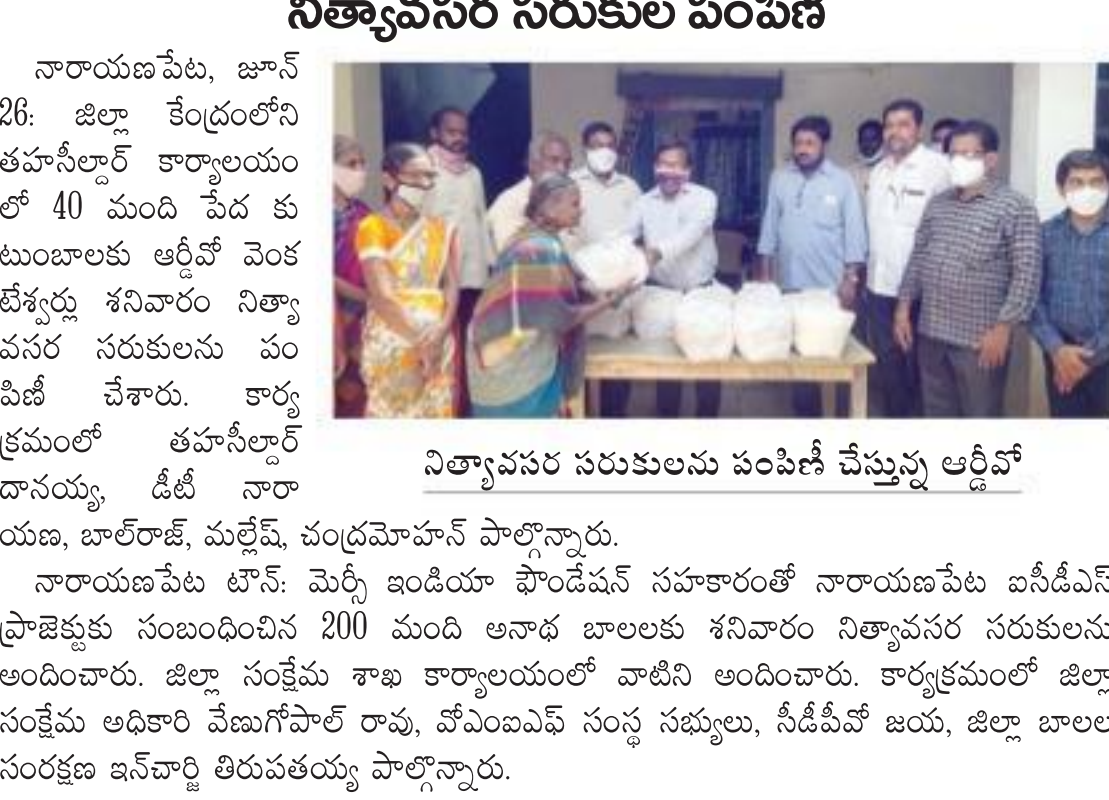 నిత్యావసర సరుకుల పంపిణీ
నారాయణపేట, జూన్
26: జిల్లా కేంద్రంలోని
తహసీల్దార్ కార్యాలయం
లో 40 మంది పేద కు
టుంబాలకు ఆర్డీవో వెంక
టేశ్వర్లు శనివారం నిత్యా
వసర సరుకులను పం
పిణీ చేశారు. కార్య
క్రమంలో తహసీల్దార్
దానయ్య, డీటీ నారా
యణ, బాల్‌రాజ్, మల్లేష్, చంద్రమోహన్ పాల్గొన్నారు.
నిత్యావసర సరుకులను పంపిణీ చేస్తున్న ఆర్డీవో
నారాయణపేట టౌన్: మెర్సీ ఇండియా ఫౌండేషన్ సహకారంతో నారాయణపేట ఐసీడీఎస్
ప్రాజెక్టుకు సంబంధించిన 200 మంది అనాథ బాలలకు శనివారం నిత్యావసర సరుకులను
అందించారు. జిల్లా సంక్షేమ శాఖ కార్యాలయంలో వాటిని అందించారు. కార్యక్రమంలో జిల్లా
సంక్షేమ అధికారి వేణుగోపాల్ రావు, వోఎంఐఎఫ్ సంస్థ సభ్యులు, సీడీపీవో జయ, జిల్లా బాలల
సంరక్షణ ఇన్‌చార్జి తిరుపతయ్య పాల్గొన్నారు.